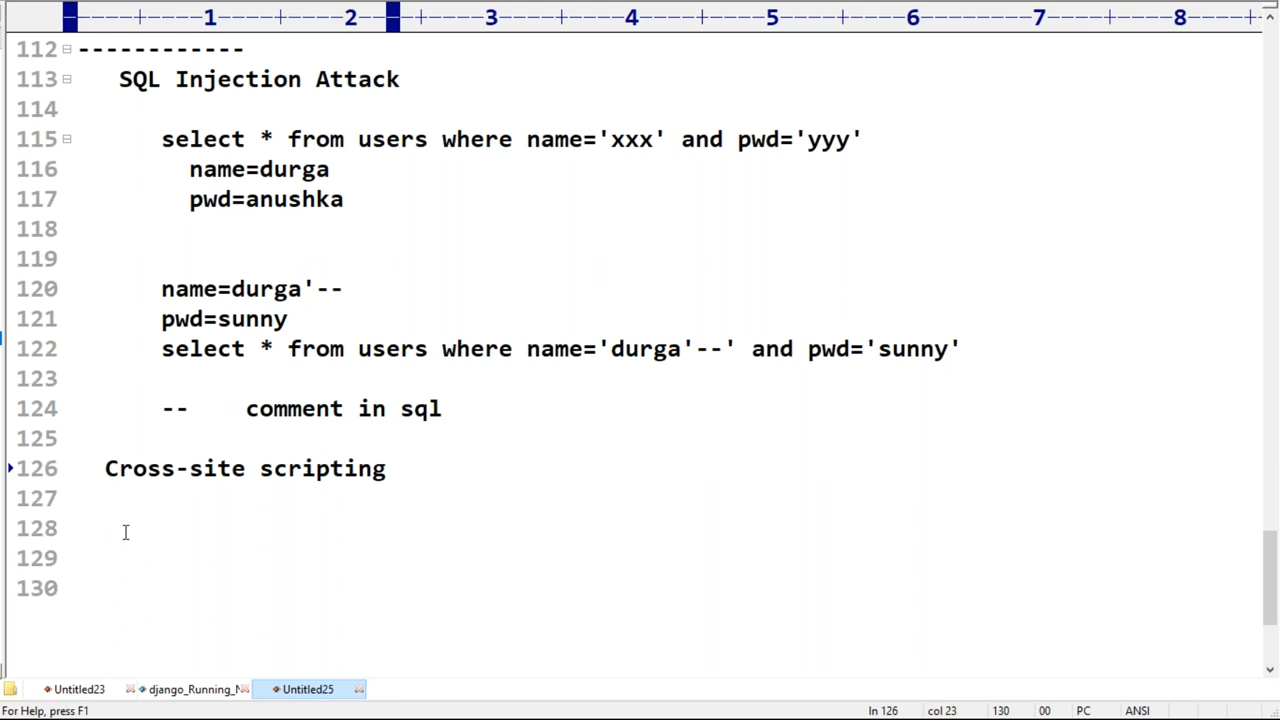 1 2 3 4 5 6 7 8
112 ------------
113 SQL Injection Attack
114
115 select * from users where name='xxx' and pwd='yyy'
116 name=durga
117 pwd=anushka
118
119
120 name=durga'--
121 pwd=sunny
122 select * from users where name='durga'--' and pwd='sunny'
123
124 -- comment in sql
125
126 Cross-site scripting
127
128
129
130
Untitled23 django_Running_N Untitled25
For Help, press F1 ln 126 col 23 130 00 PC ANSI